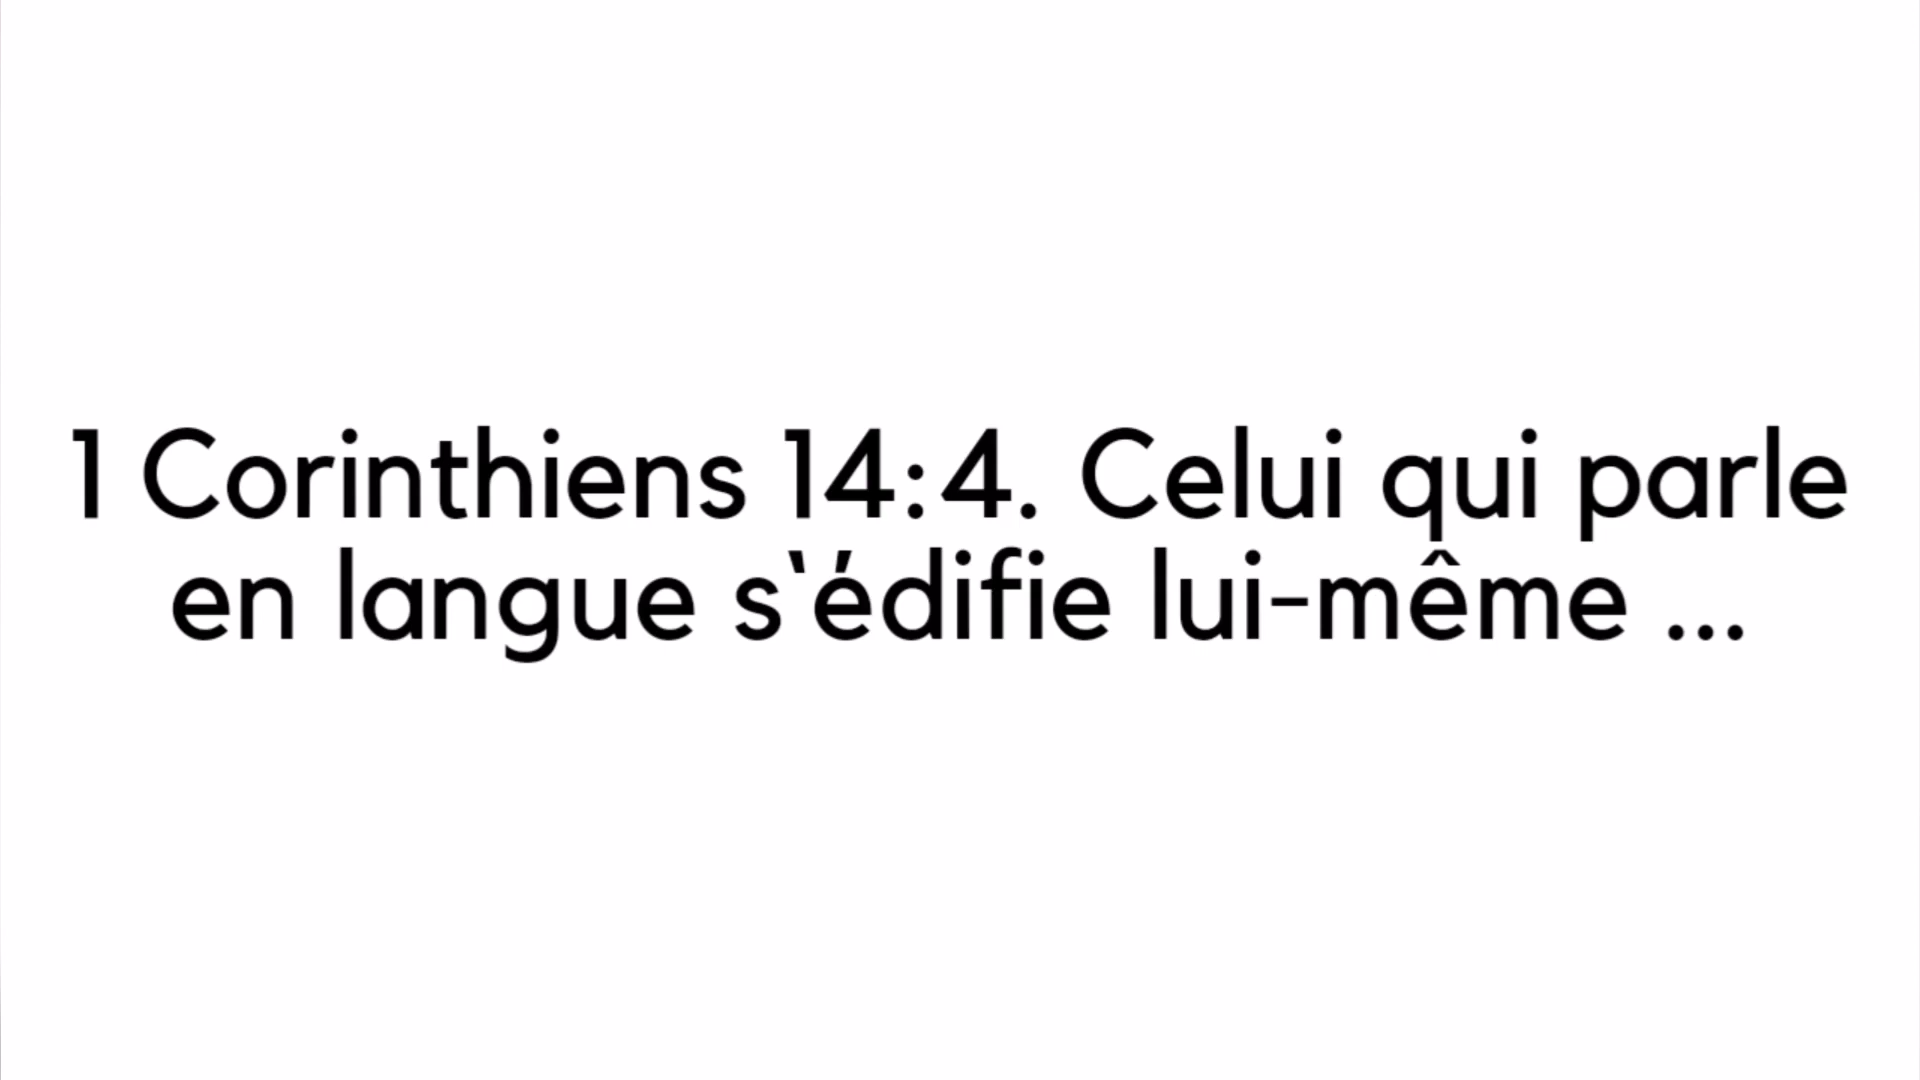 1 Corinthiens 14:4. Celui qui parle
en langue s‛édifie lui-même ...